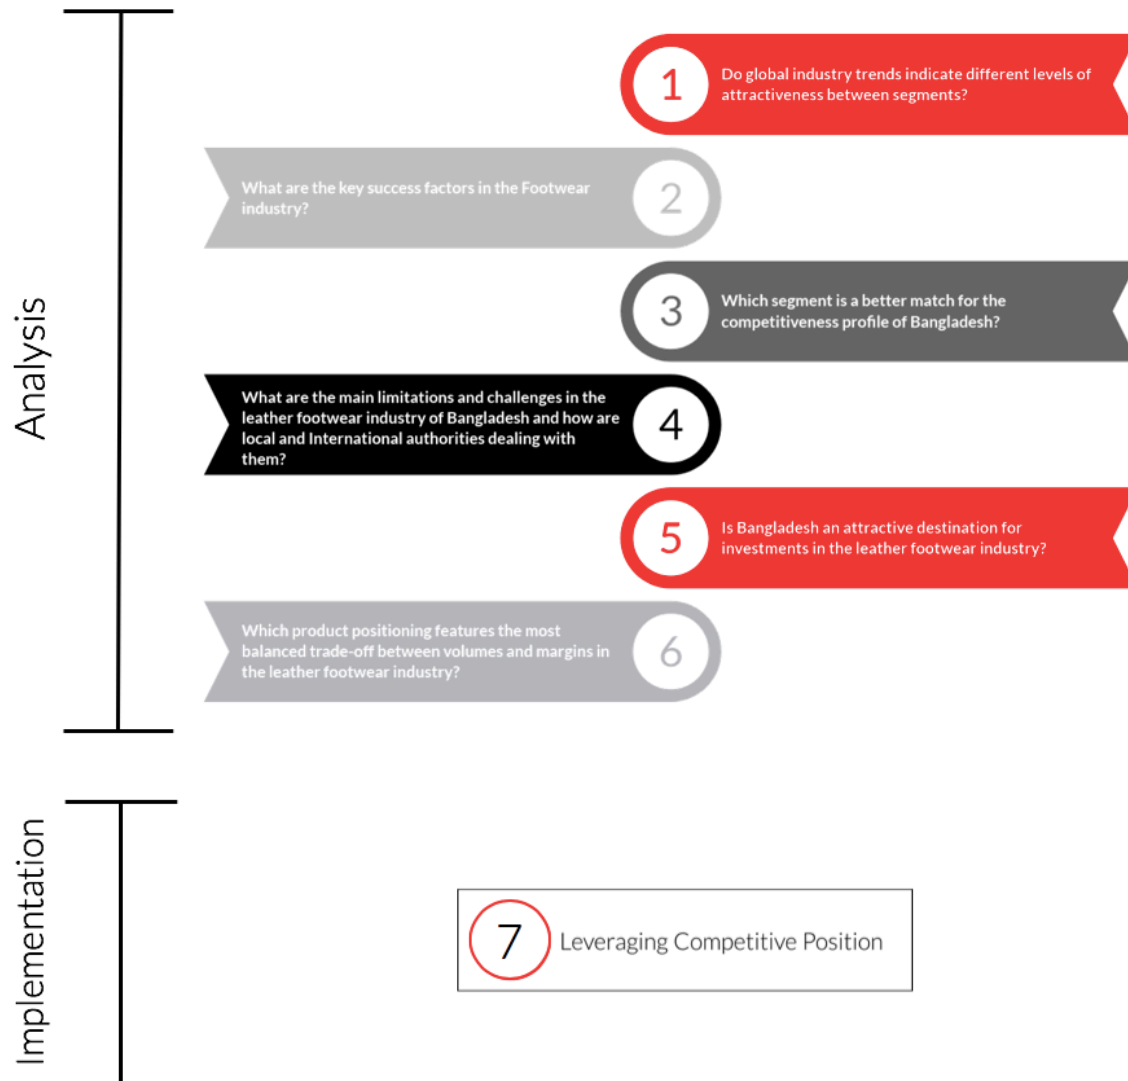 Analysis
1
Do global industry trends indicate different levels of
attractiveness between segments?
What are the key success factors in the Footwear
industry?
2
3
Which segment is a better match for the
competitiveness profile of Bangladesh?
What are the main limitations and challenges in the
leather footwear industry of Bangladesh and how are
local and International authorities dealing with
them?
4
5
Is Bangladesh an attractive destination for
investments in the leather footwear industry?
Which product positioning features the most
balanced trade-off between volumes and margins in
the leather footwear industry?
6
Implementation
7
Leveraging Competitive Position